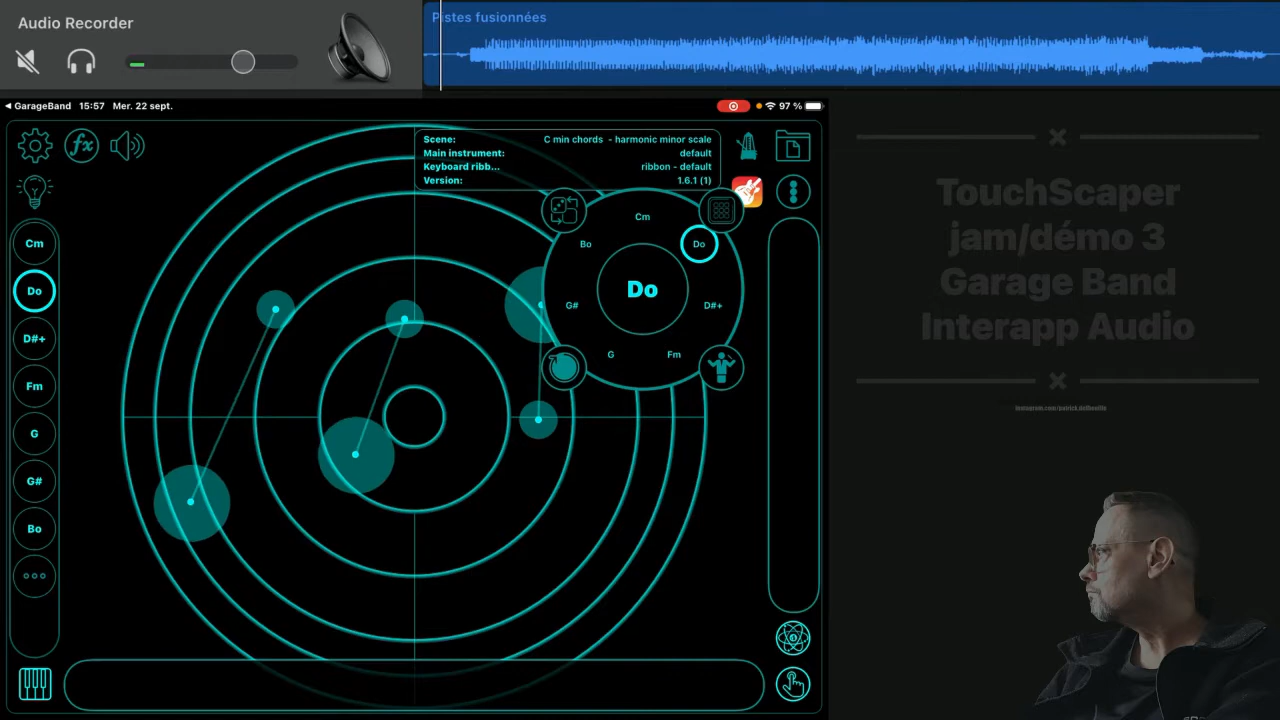 Audio Recorder
Pistes fusionnées
GarageBand 15:57 Mer. 22 sept.
97 %
fx
Scene: C min chords - harmonic minor scale
Main instrument: default
Keyboard ribb... ribbon - default
Version: 1.6.1 (1)
Cm
Do
D#+
Fm
G
G#
Bo
Cm
Bo
Do
G#
Do
D#+
G
Fm
TouchScaper
jam/démo 3
Garage Band
Interapp Audio